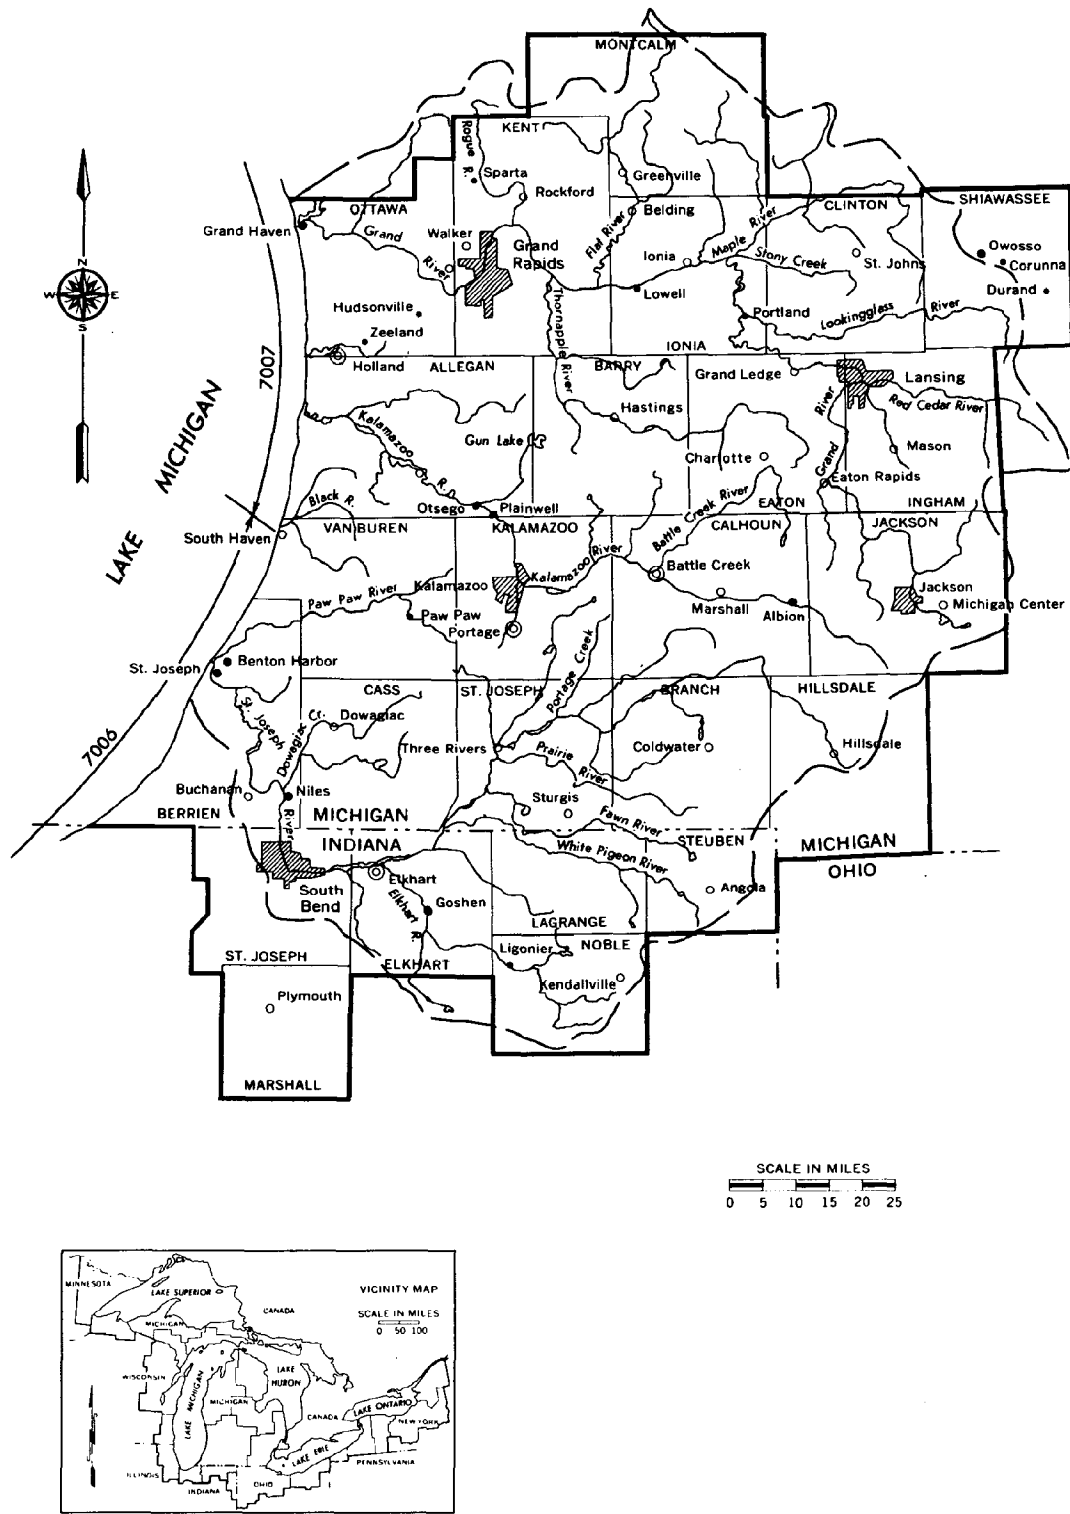 MONTCALM
KENT
Rogue R.
Sparta
Rockford
Greenville
OTTAWA
Belding
CLINTON
SHIAWASSEE
Grand Haven
Grand
River
Walker
Grand
Rapids
Flat River
Maple River
Ionia
Stony Creek
St. Johns
Owosso
Corunna
Durand
N
W
E
S
Hudsonville
Zeeland
Lowell
Portland
Lookingglass
River
Thornapple River
IONIA
Holland
ALLEGAN
BARRY
Grand Ledge
Lansing
7007
Red Cedar River
LAKE MICHIGAN
Kalamazoo
R.
Gun Lake
Hastings
Charlotte
Grand
River
Mason
Eaton Rapids
Black R.
Otsego
Plainwell
Battle Creek River
EATON
INGHAM
South Haven
VAN BUREN
KALAMAZOO
CALHOUN
JACKSON
Paw Paw River
Kalamazoo
Kalamazoo River
Battle Creek
Marshall
Albion
Jackson
Michigan Center
Paw Paw
Portage
St. Joseph
Benton Harbor
Portage Creek
CASS
ST. JOSEPH
BRANCH
HILLSDALE
St. Joseph
River
Dowagiac Cr.
Dowagiac
Three Rivers
Coldwater
Hillsdale
7006
Prairie
River
Buchanan
Niles
Sturgis
BERRIEN
MICHIGAN
Fawn River
INDIANA
White Pigeon River
STEUBEN
MICHIGAN
OHIO
South
Bend
Elkhart
Elkhart R.
Goshen
Angola
LAGRANGE
ST. JOSEPH
ELKHART
Ligonier
NOBLE
Kendallville
Plymouth
MARSHALL
SCALE IN MILES
0 5 10 15 20 25
VICINITY MAP
SCALE IN MILES
0 50 100
MINNESOTA
LAKE SUPERIOR
CANADA
MICHIGAN
WISCONSIN
LAKE MICHIGAN
LAKE
HURON
MICHIGAN
CANADA
LAKE ONTARIO
NEW YORK
LAKE ERIE
PENNSYLVANIA
ILLINOIS
INDIANA
OHIO